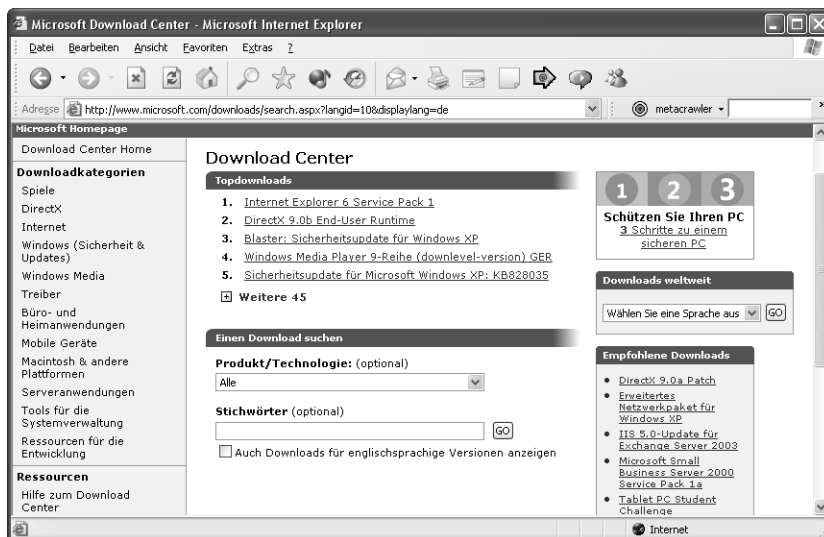 Microsoft Download Center - Microsoft Internet Explorer
Datei Bearbeiten Ansicht Favoriten Extras ?
Adresse http://www.microsoft.com/downloads/search.aspx?langid=10&displaylang=de metacrawler »
Microsoft Homepage
Download Center Home
Downloadkategorien
Spiele
DirectX
Internet
Windows (Sicherheit &
Updates)
Windows Media
Treiber
Büro- und
Heimanwendungen
Mobile Geräte
Macintosh & andere
Plattformen
Serveranwendungen
Tools für die
Systemverwaltung
Ressourcen für die
Entwicklung
Ressourcen
Hilfe zum Download
Center
Download Center
Topdownloads
1. Internet Explorer 6 Service Pack 1
2. DirectX 9.0b End-User Runtime
3. Blaster: Sicherheitsupdate für Windows XP
4. Windows Media Player 9-Reihe (downlevel-version) GER
5. Sicherheitsupdate für Microsoft Windows XP: KB828035
Weitere 45
Einen Download suchen
Produkt/Technologie: (optional)
Alle
Stichwörter (optional)
GO
Auch Downloads für englischsprachige Versionen anzeigen
1 2 3
Schützen Sie Ihren PC
3 Schritte zu einem
sicheren PC
Downloads weltweit
Wählen Sie eine Sprache aus GO
Empfohlene Downloads
DirectX 9.0a Patch
Erweitertes
Netzwerkpaket für
Windows XP
IIS 5.0-Update für
Exchange Server 2003
Microsoft Small
Business Server 2000
Service Pack 1a
Tablet PC Student
Challenge
Internet